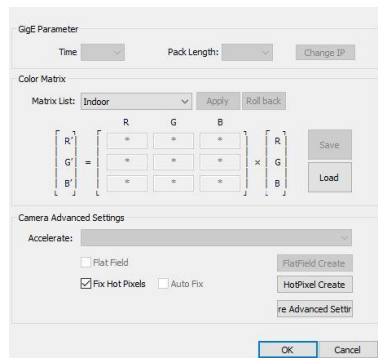 GigE Parameter
Time Pack Length: Change IP
Color Matrix
Matrix List: Indoor Apply Roll back
R G B
R' * * * R
G' = * * * × G
B' * * * B
Save
Load
Camera Advanced Settings
Accelerate:
Flat Field FlatField Create
Fix Hot Pixels Auto Fix HotPixel Create
re Advanced Settir
OK Cancel